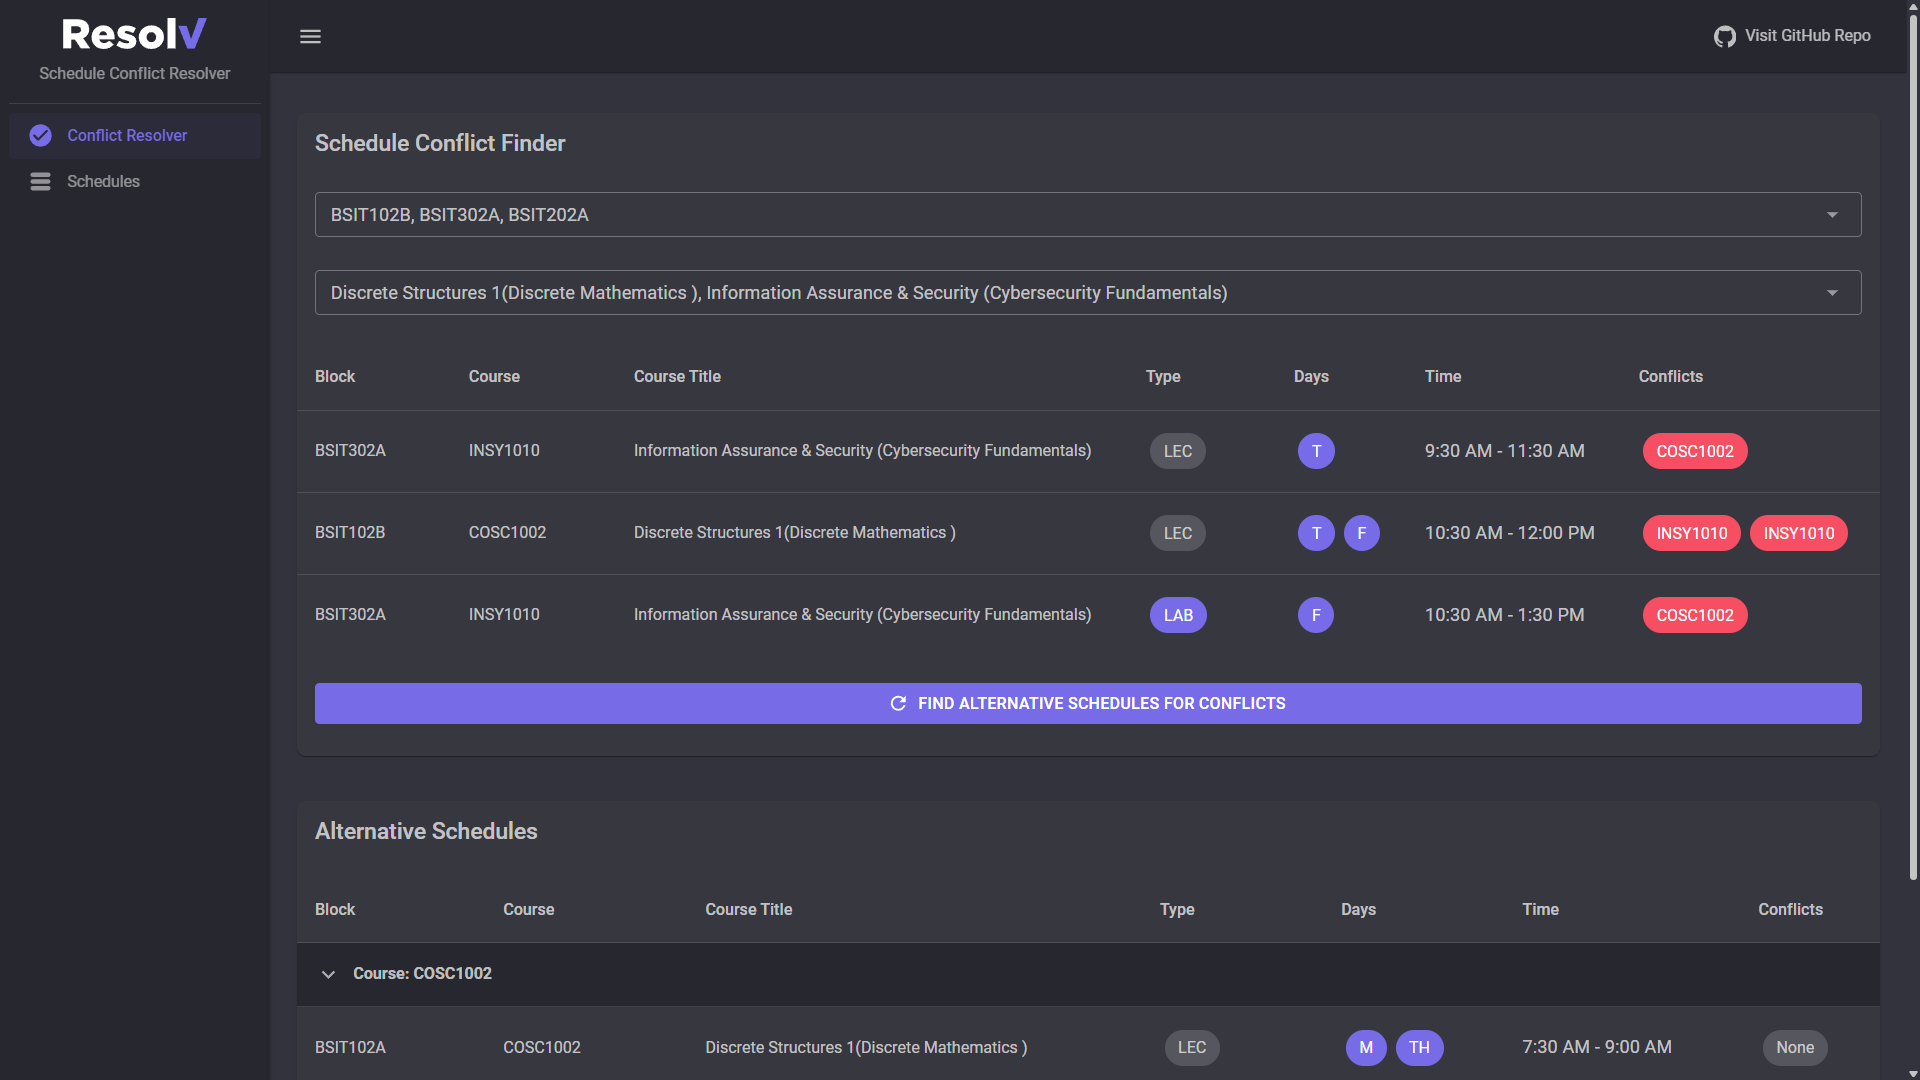 ResolV
Schedule Conflict Resolver
Conflict Resolver
Schedules
Visit GitHub Repo
Schedule Conflict Finder
BSIT102B, BSIT302A, BSIT202A
Discrete Structures 1(Discrete Mathematics ), Information Assurance & Security (Cybersecurity Fundamentals)
Block Course Course Title Type Days Time Conflicts
BSIT302A INSY1010 Information Assurance & Security (Cybersecurity Fundamentals) LEC T 9:30 AM - 11:30 AM COSC1002
BSIT102B COSC1002 Discrete Structures 1(Discrete Mathematics ) LEC T F 10:30 AM - 12:00 PM INSY1010 INSY1010
BSIT302A INSY1010 Information Assurance & Security (Cybersecurity Fundamentals) LAB F 10:30 AM - 1:30 PM COSC1002
FIND ALTERNATIVE SCHEDULES FOR CONFLICTS
Alternative Schedules
Block Course Course Title Type Days Time Conflicts
Course: COSC1002
BSIT102A COSC1002 Discrete Structures 1(Discrete Mathematics ) LEC M TH 7:30 AM - 9:00 AM None